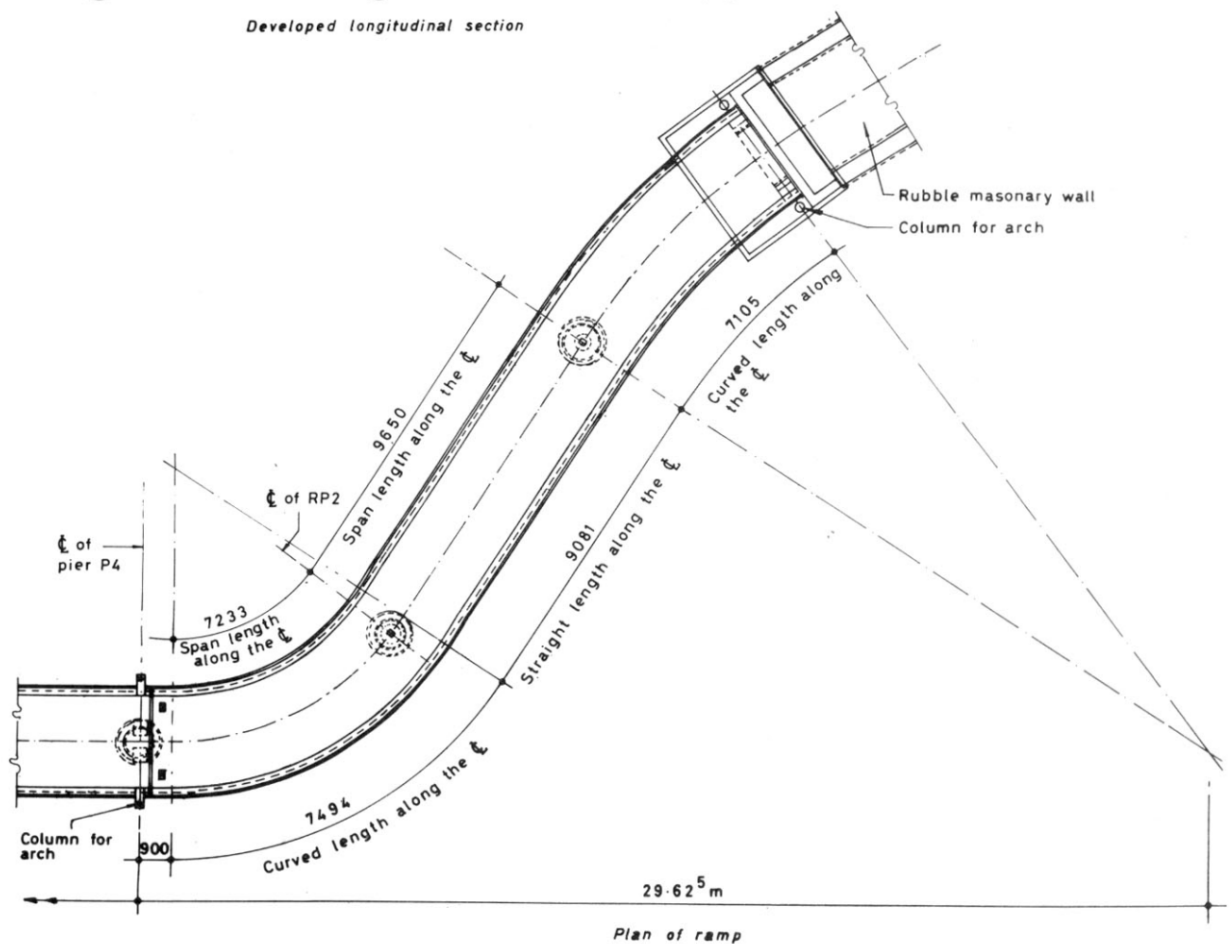 Developed longitudinal section
Rubble masonary wall
Column for arch
7105
Curved length along
the ℄
9650
Span length along the ℄
℄ of RP2
℄ of
pier P4
9081
Straight length along the ℄
7233
Span length
along the ℄
7494
Curved length along the ℄
Column for
arch
900
29·62⁵m
Plan of ramp